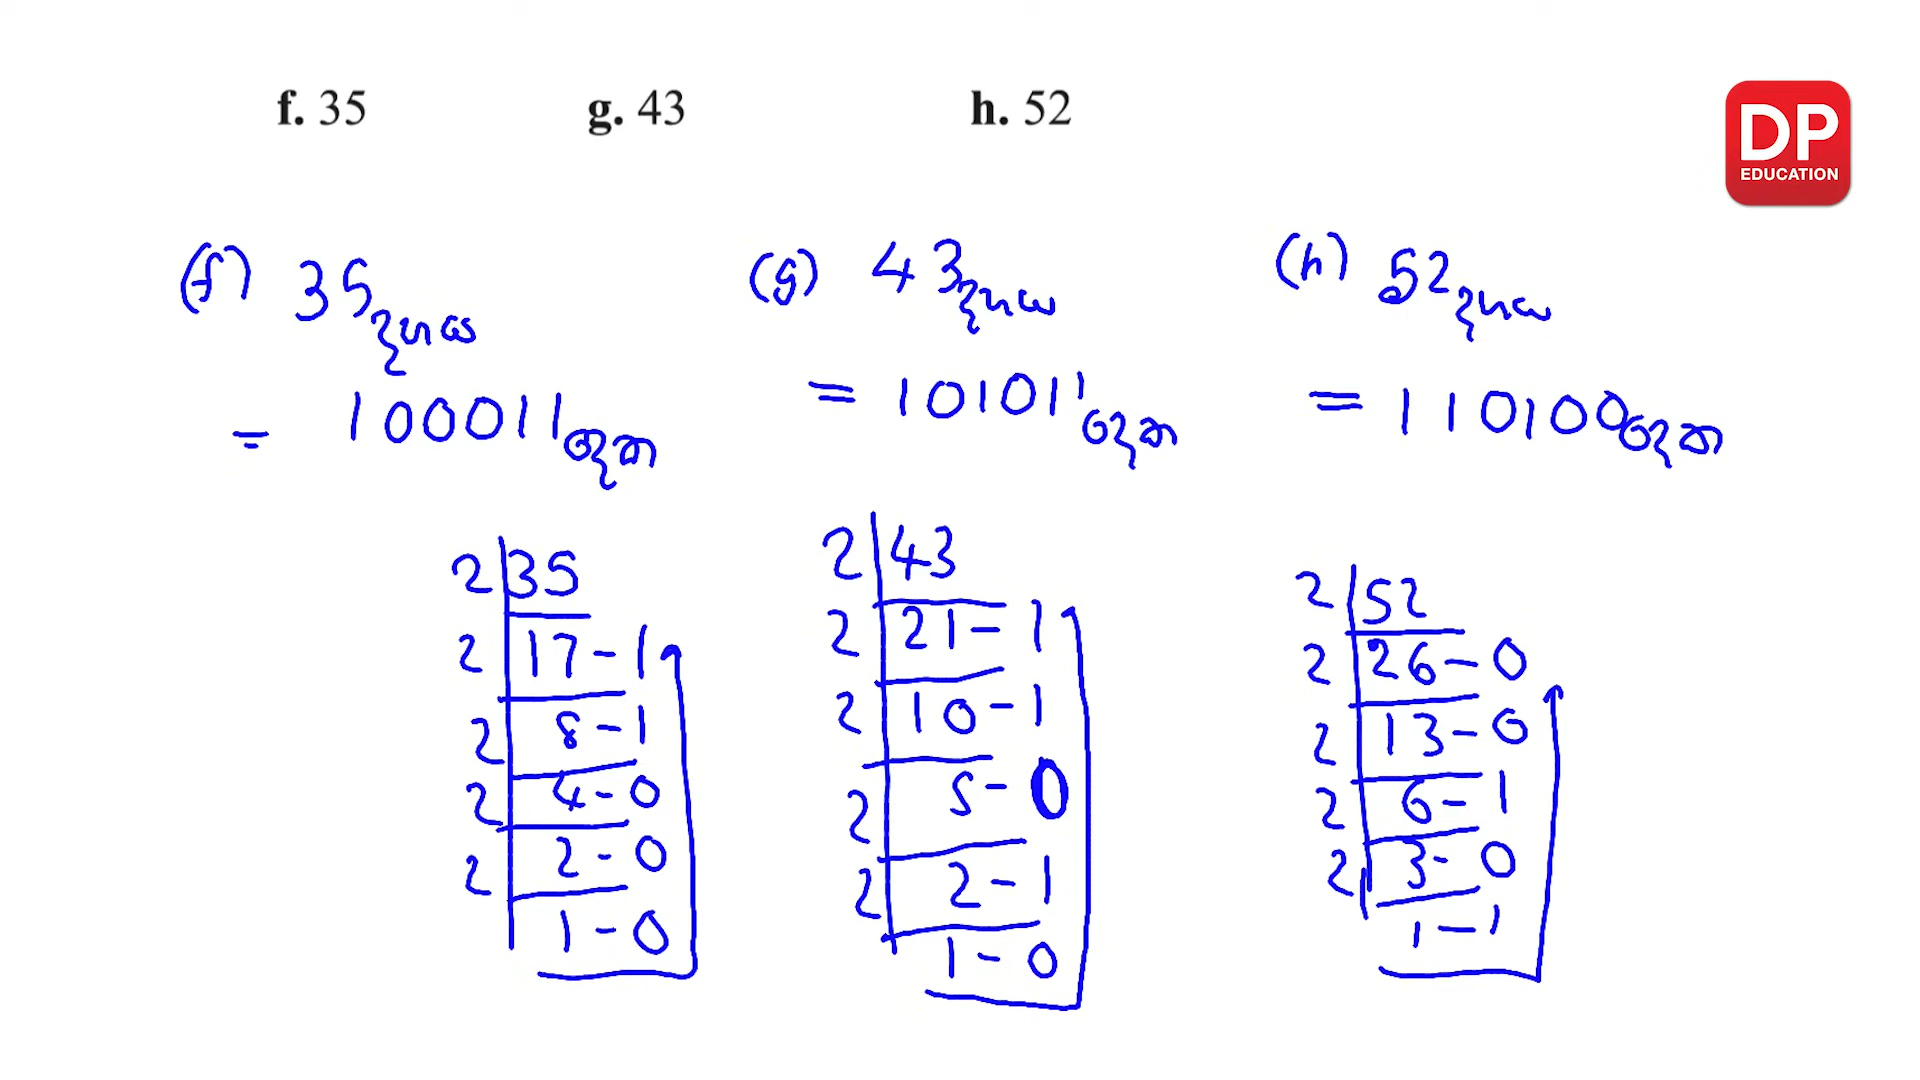 f. 35 g. 43 h. 52
DP
EDUCATION
(f) 35දහය
= 100011දෙක
(g) 43දහය
= 101011දෙක
(h) 52දහය
= 110100දෙක
2 35
2 17 - 1
2 8 - 1
2 4 - 0
2 2 - 0
1 - 0
2 43
2 21 - 1
2 10 - 1
2 5 - 0
2 2 - 1
1 - 0
2 52
2 26 - 0
2 13 - 0
2 6 - 1
2 3 - 0
1 - 1